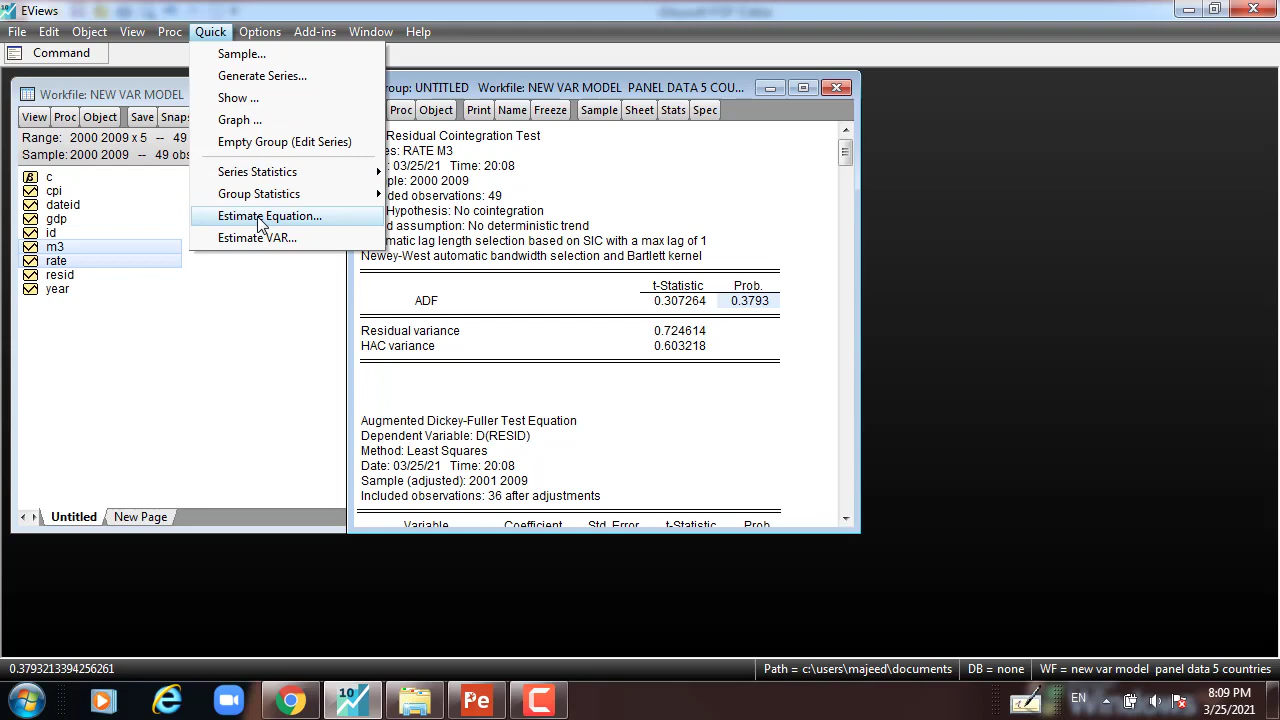 EViews
File Edit Object View Proc Quick Options Add-ins Window Help
Command
Sample...
Generate Series...
Show ...
Graph ...
Empty Group (Edit Series)
Series Statistics
Group Statistics
Estimate Equation...
Estimate VAR...
Workfile: NEW VAR MODEL
View Proc Object Save Snaps
Range: 2000 2009 x 5 -- 49
Sample: 2000 2009 -- 49 obs
c
cpi
dateid
gdp
id
m3
rate
resid
year
Untitled New Page
UNTITLED Workfile: NEW VAR MODEL PANEL DATA 5 COU...
Proc Object Print Name Freeze Sample Sheet Stats Spec
Residual Cointegration Test
RATE M3
03/25/21 Time: 20:08
2000 2009
observations: 49
Hypothesis: No cointegration
assumption: No deterministic trend
lag length selection based on SIC with a max lag of 1
Newey-West automatic bandwidth selection and Bartlett kernel
t-Statistic Prob.
ADF 0.307264 0.3793
Residual variance 0.724614
HAC variance 0.603218
Augmented Dickey-Fuller Test Equation
Dependent Variable: D(RESID)
Method: Least Squares
Date: 03/25/21 Time: 20:08
Sample (adjusted): 2001 2009
Included observations: 36 after adjustments
Variable Coefficient Std. Error t-Statistic Prob.
0.3793213394256261
Path = c:\users\majeed\documents DB = none WF = new var model panel data 5 countries
10
Pe
EN
8:09 PM
3/25/2021